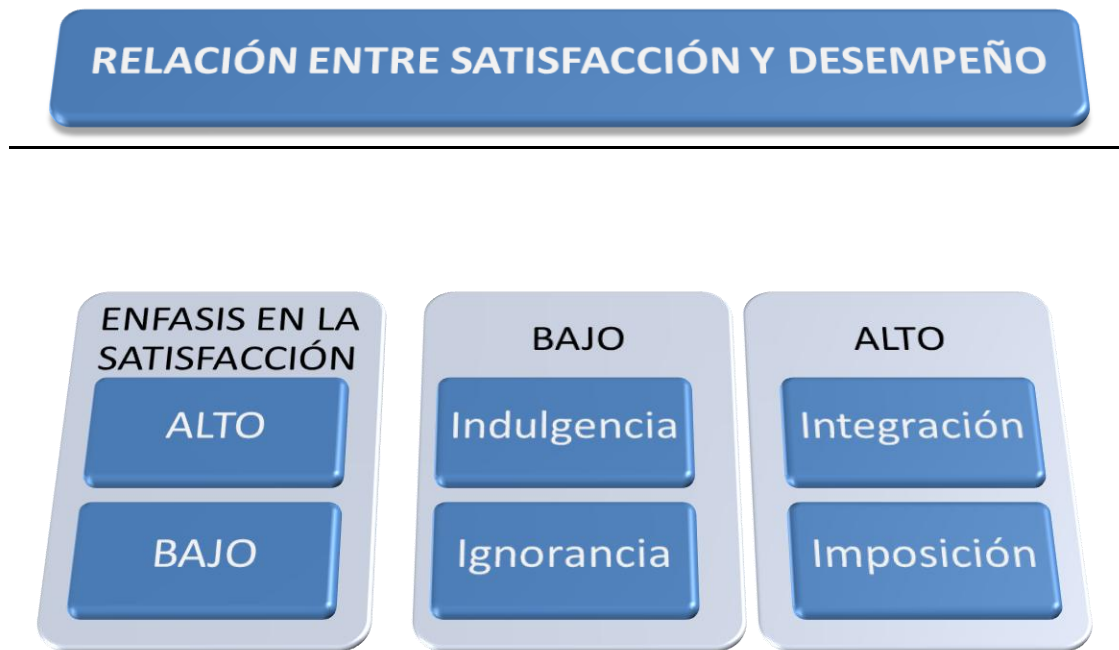 RELACIÓN ENTRE SATISFACCIÓN Y DESEMPEÑO
ENFASIS EN LA
SATISFACCIÓN
BAJO
ALTO
ALTO
Indulgencia
Integración
BAJO
Ignorancia
Imposición